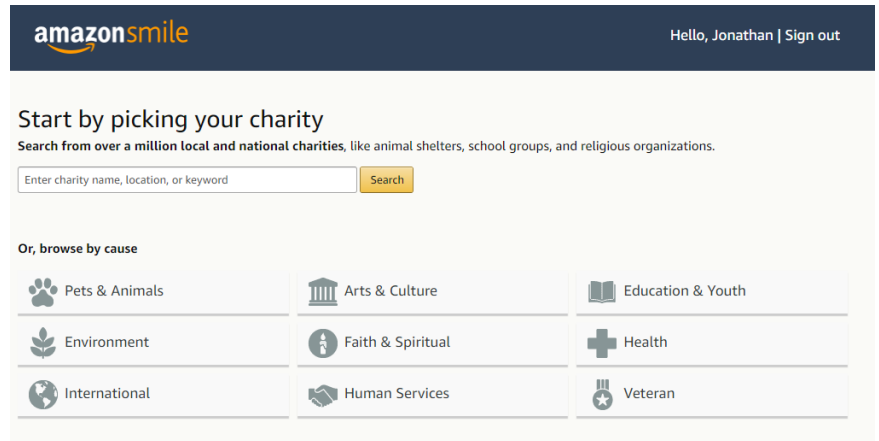 amazonsmile
Hello, Jonathan | Sign out
Start by picking your charity
Search from over a million local and national charities, like animal shelters, school groups, and religious organizations.
Enter charity name, location, or keyword
Search
Or, browse by cause
Pets & Animals
Arts & Culture
Education & Youth
Environment
Faith & Spiritual
Health
International
Human Services
Veteran